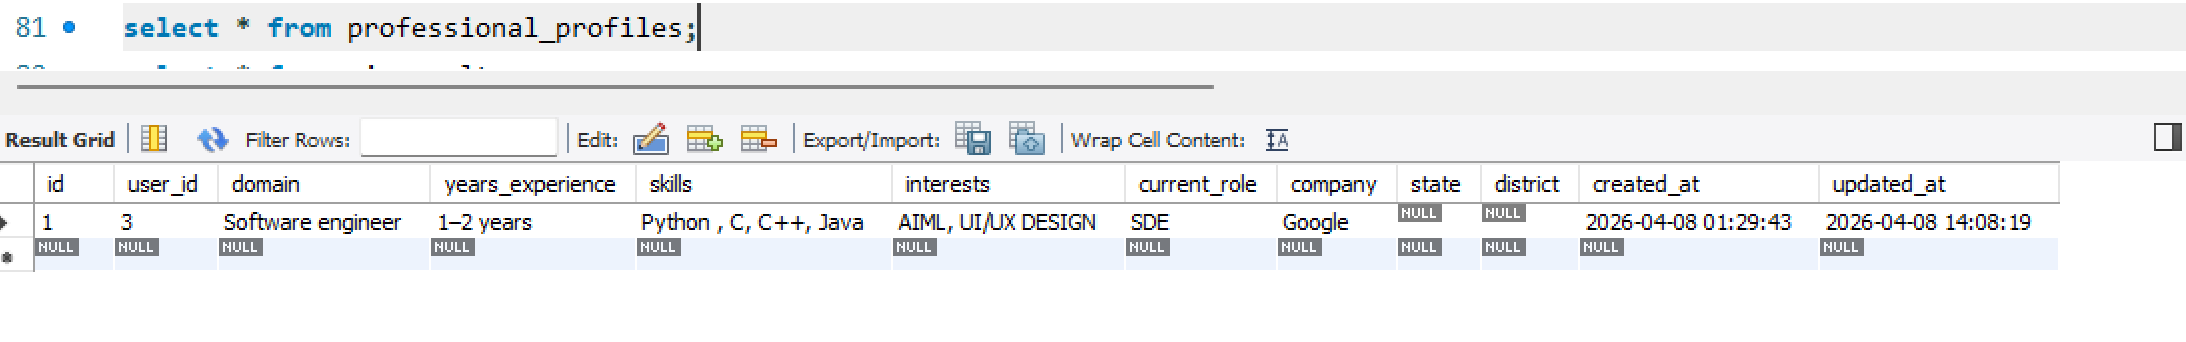 81 select * from professional_profiles;
Result Grid Filter Rows: Edit: Export/Import: Wrap Cell Content: IA
id user_id domain years_experience skills interests current_role company state district created_at updated_at
1 3 Software engineer 1–2 years Python , C, C++, Java AIML, UI/UX DESIGN SDE Google NULL NULL 2026-04-08 01:29:43 2026-04-08 14:08:19
NULL NULL NULL NULL NULL NULL NULL NULL NULL NULL NULL NULL